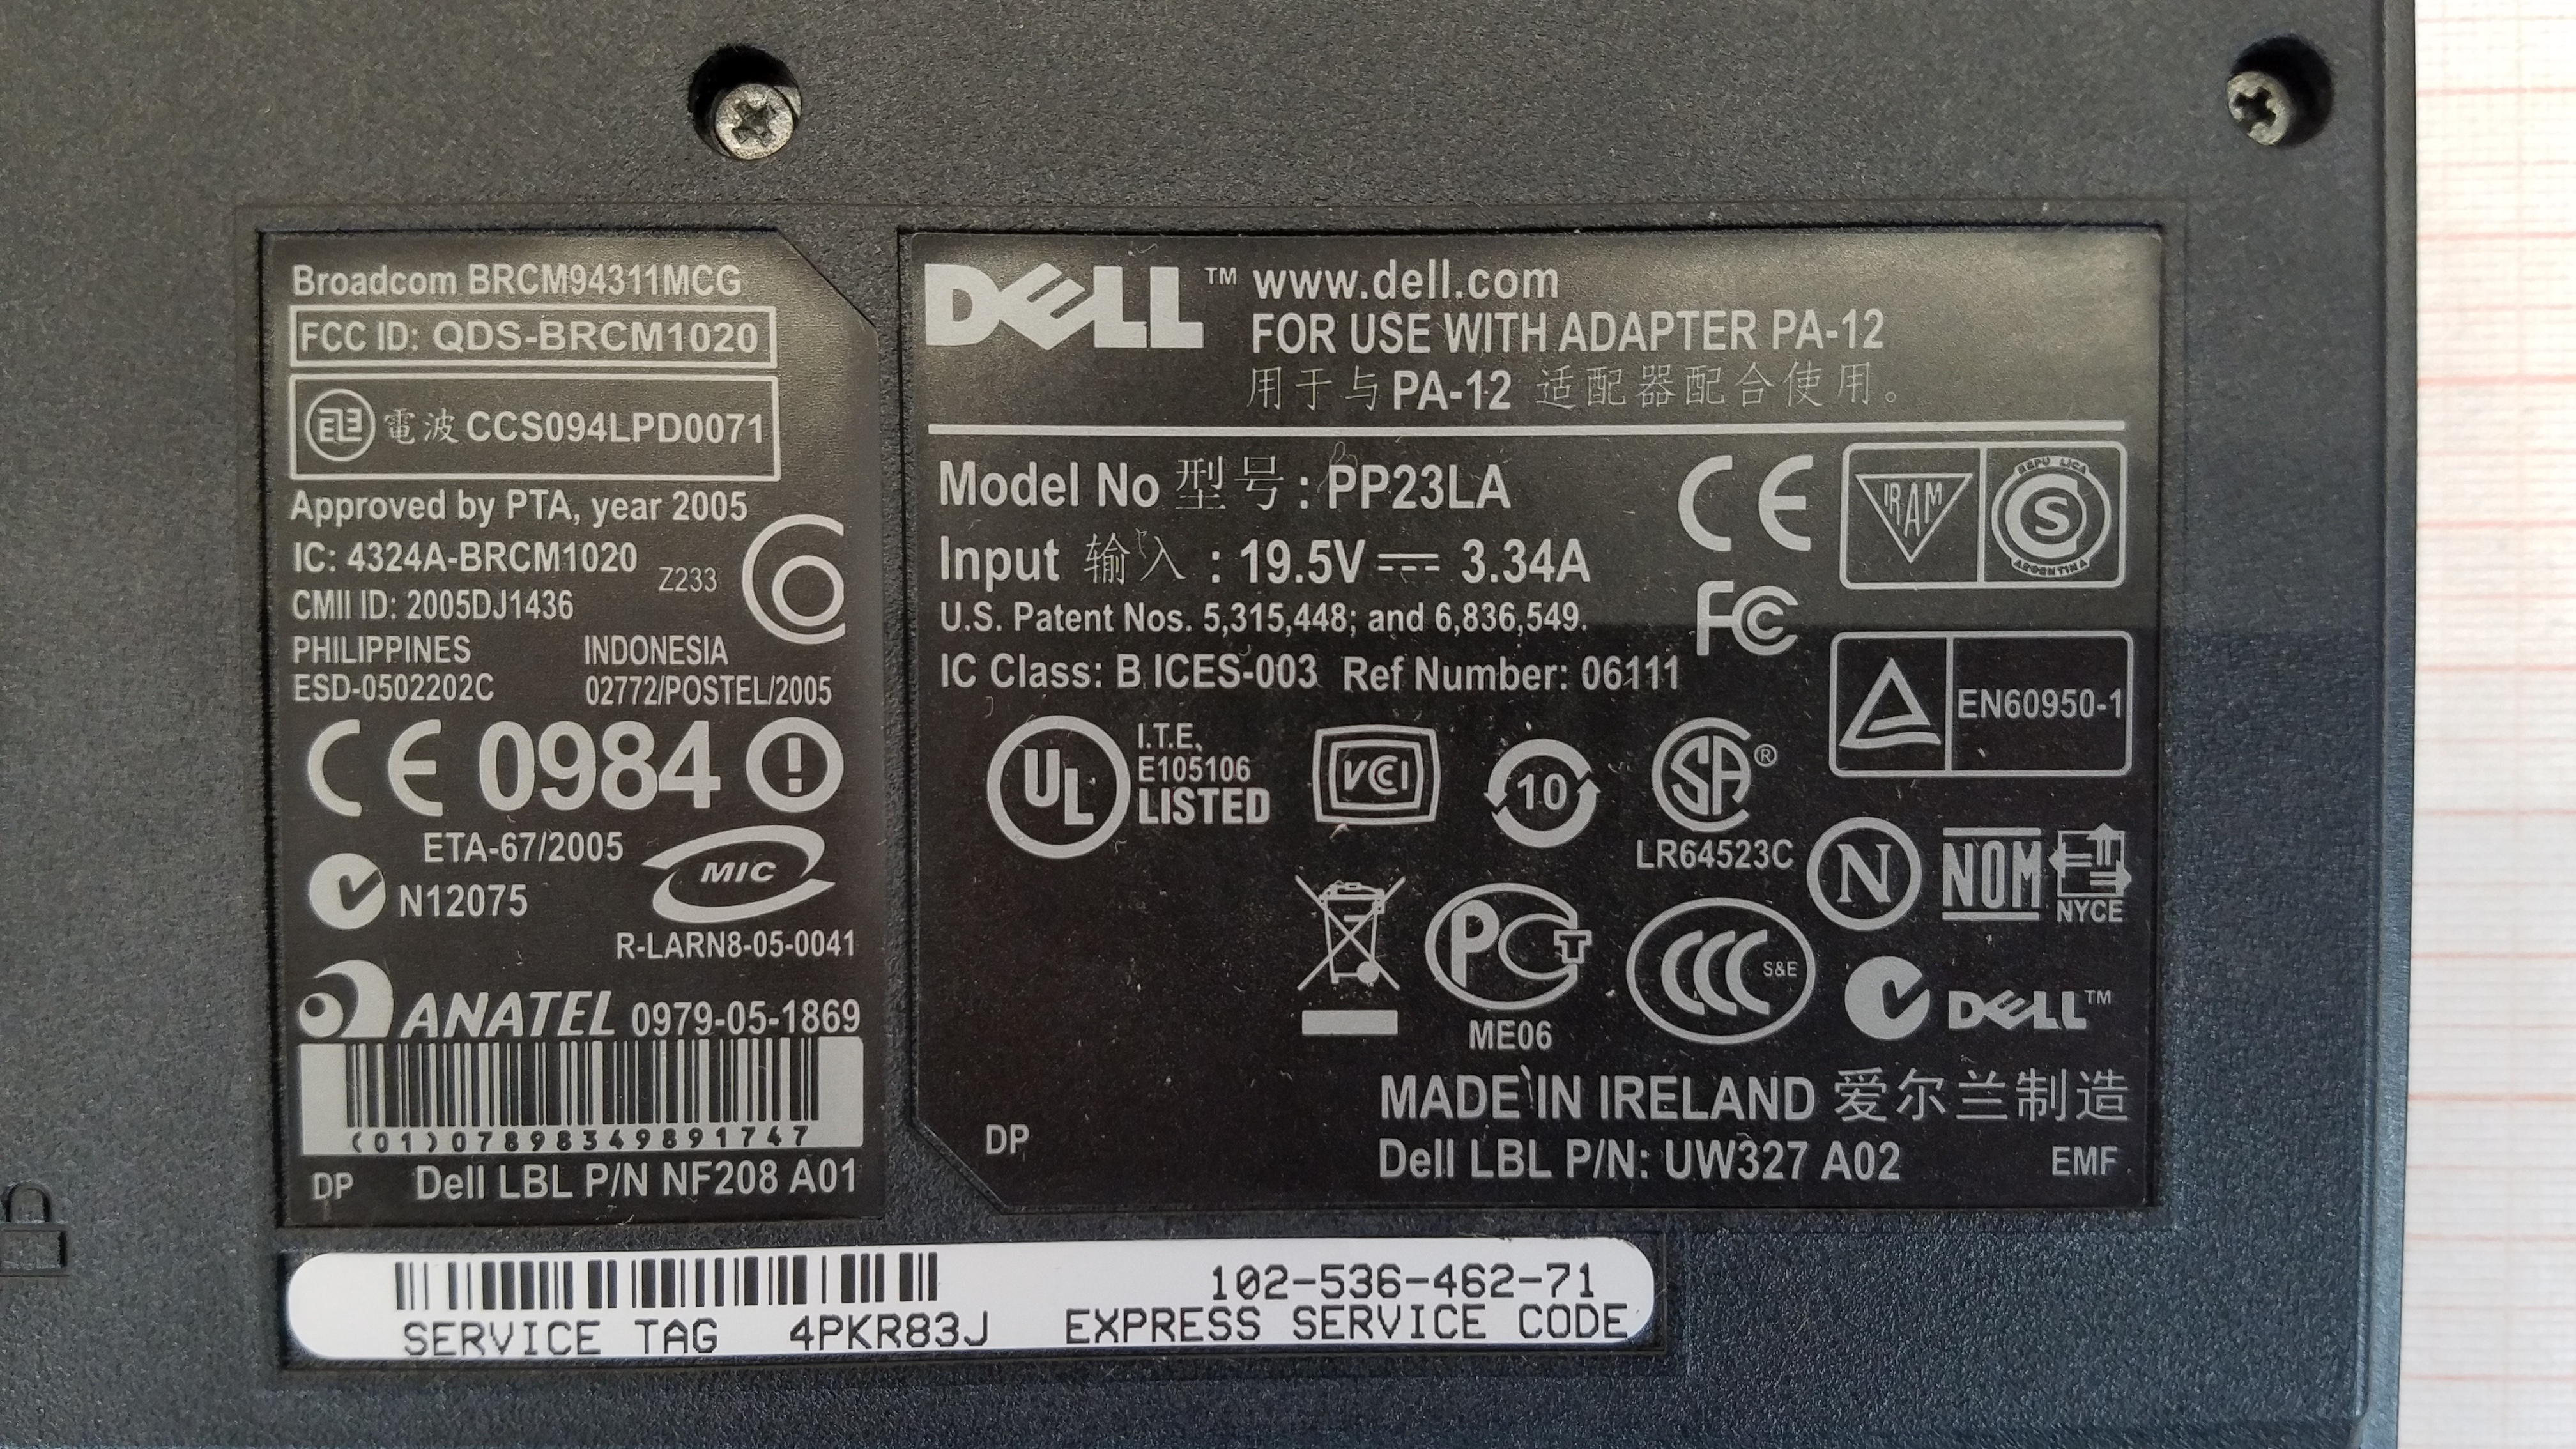 Broadcom BRCM94311MCG
FCC ID: QDS-BRCM1020
電波 CCS094LPD0071
Approved by PTA, year 2005
IC: 4324A-BRCM1020
Z233
CMII ID: 2005DJ1436
PHILIPPINES INDONESIA
ESD-0502202C 02772/POSTEL/2005
CE 0984
ETA-67/2005
MIC
N12075
R-LARN8-05-0041
ANATEL 0979-05-1869
(01)07898349891747
DP Dell LBL P/N NF208 A01
DELL™ www.dell.com
FOR USE WITH ADAPTER PA-12
用于与 PA-12 适配器配合使用。
Model No 型号 : PP23LA
Input 输入 : 19.5V 3.34A
U.S. Patent Nos. 5,315,448; and 6,836,549.
IC Class: B ICES-003 Ref Number: 06111
CE
IRAM
S
ARGENTINA
FC
EN60950-1
UL
I.T.E.
E105106
LISTED
VCCI
10
SA®
LR64523C
N
NOM
NYCE
PCT
ME06
CCC S&E
DELL™
MADE IN IRELAND 爱尔兰制造
DP
Dell LBL P/N: UW327 A02
EMF
102-536-462-71
SERVICE TAG 4PKR83J EXPRESS SERVICE CODE